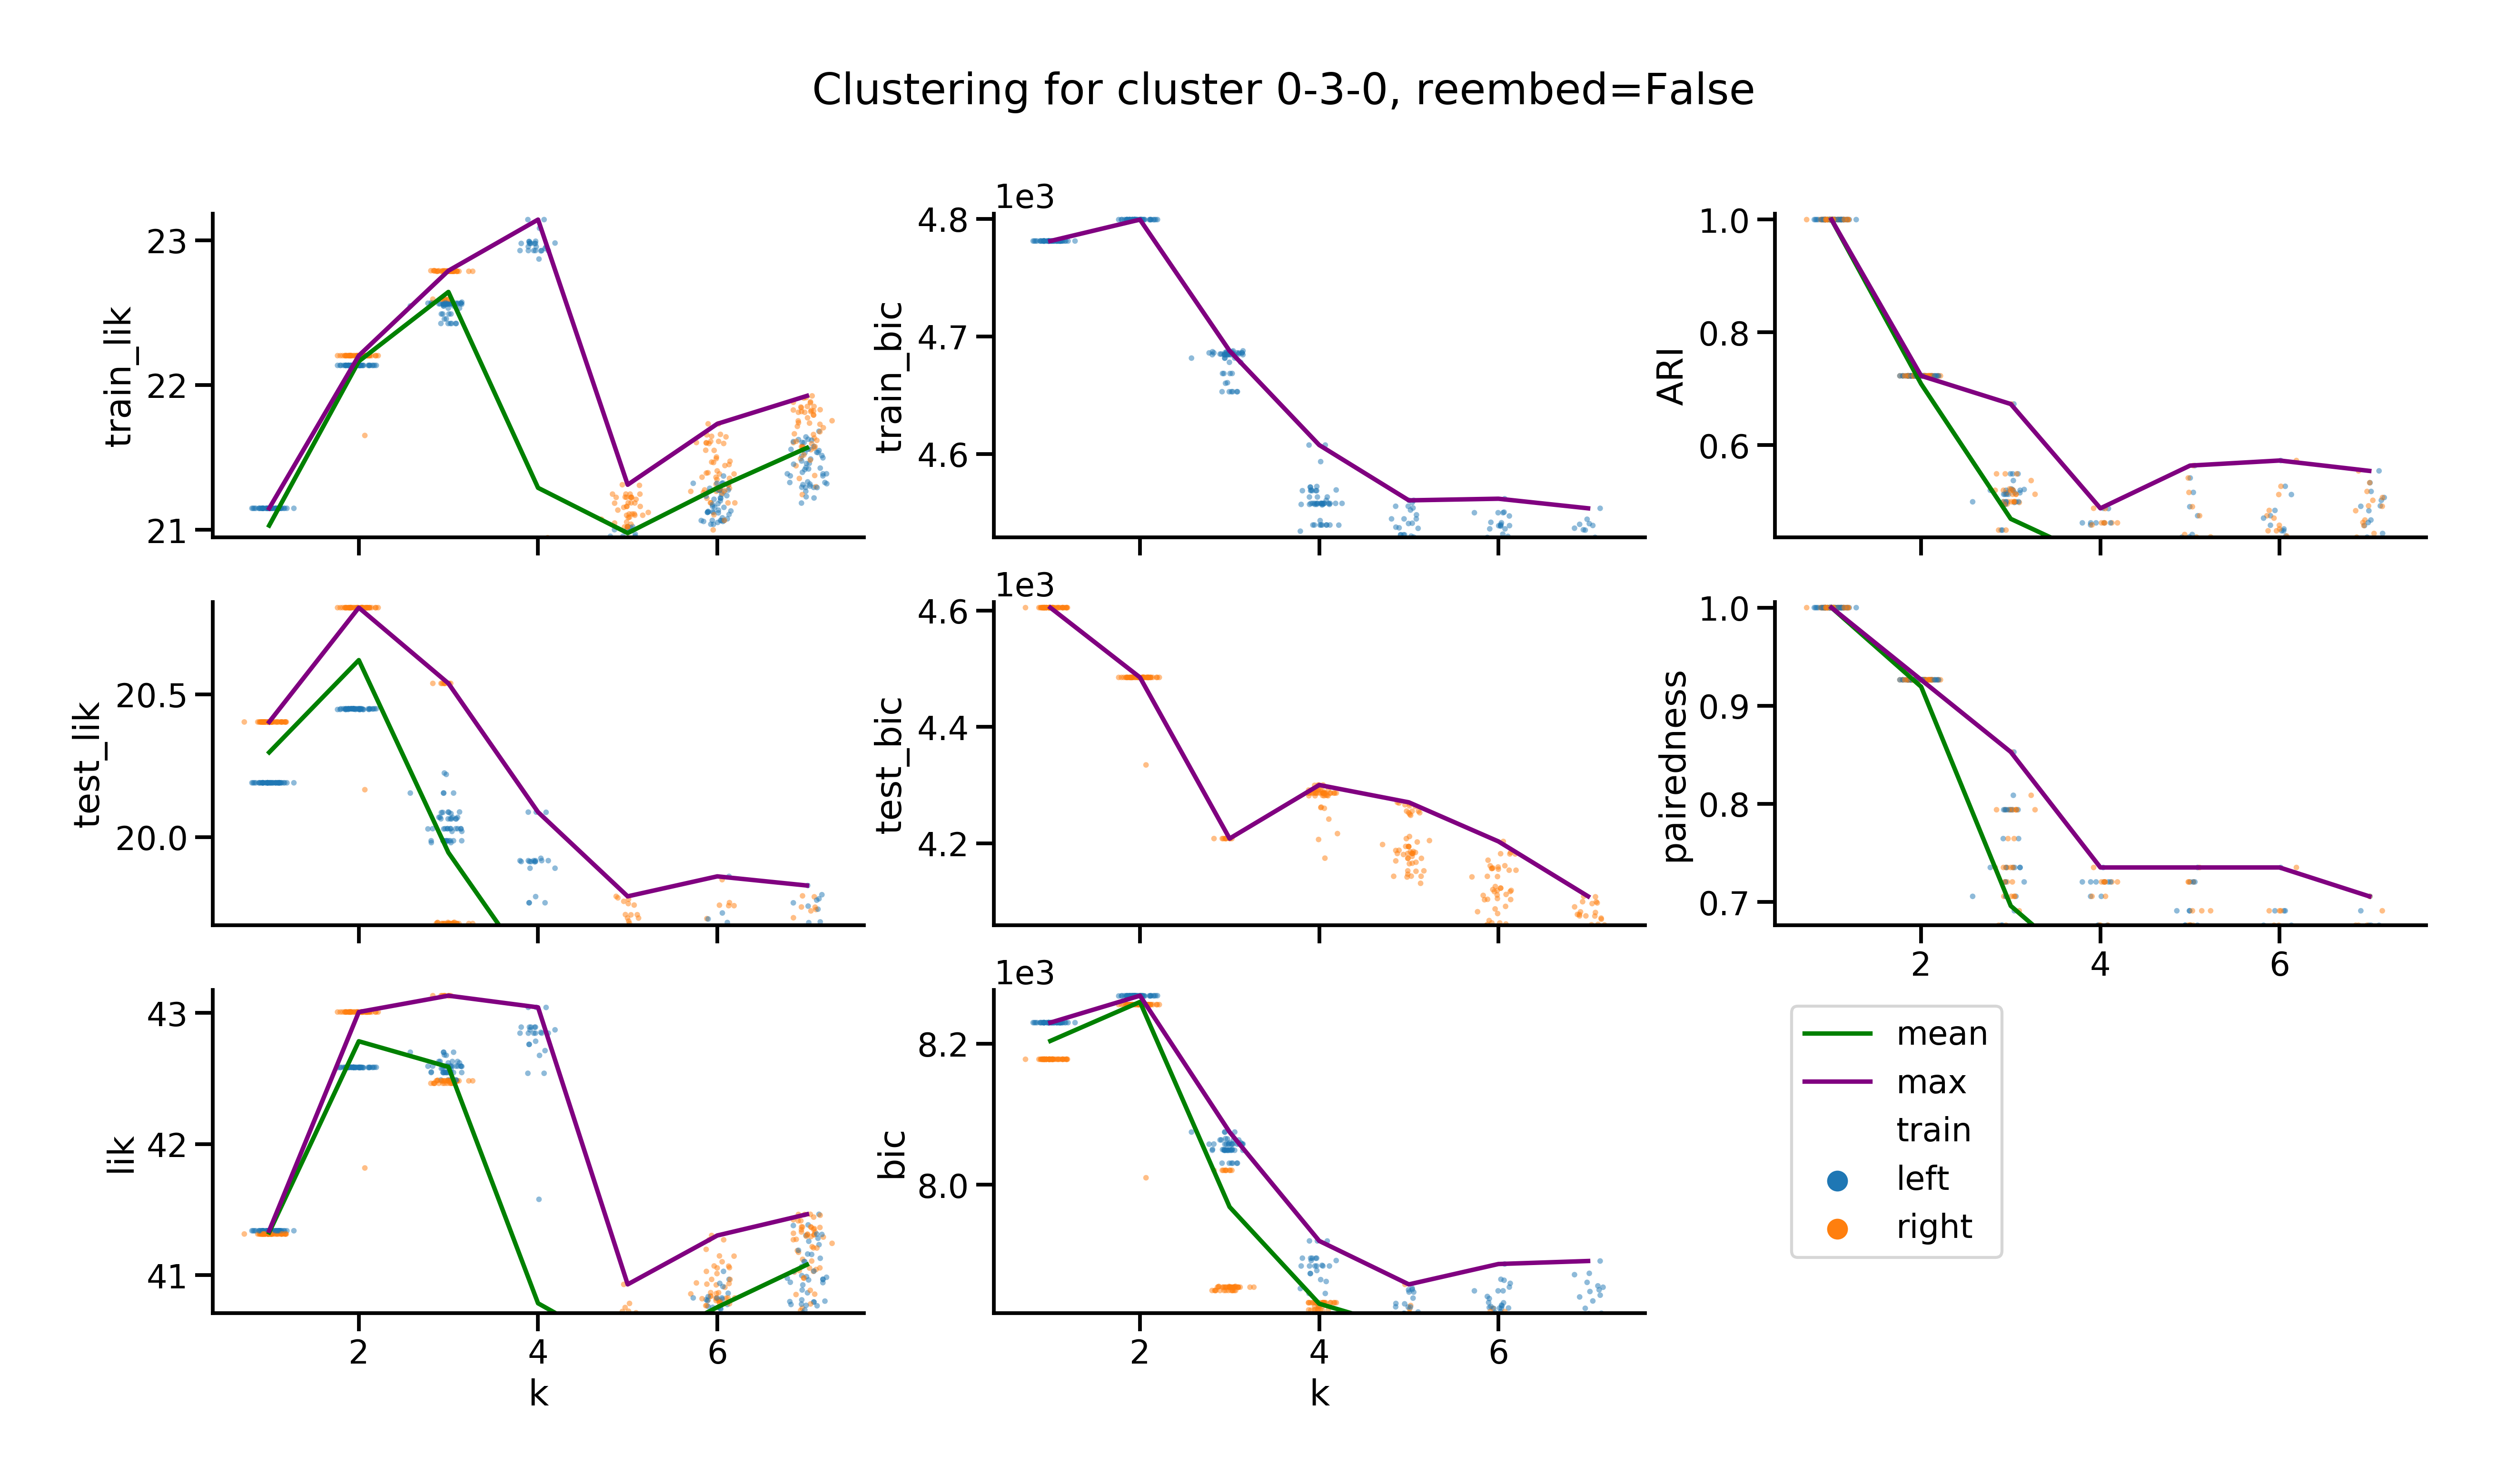 Clustering for cluster 0-3-0, reembed=False
train_lik
23
22
21
1e3
train_bic
4.8
4.7
4.6
ARI
1.0
0.8
0.6
test_lik
20.5
20.0
1e3
test_bic
4.6
4.4
4.2
pairedness
1.0
0.9
0.8
0.7
2
4
6
lik
43
42
41
2
4
6
k
1e3
bic
8.2
8.0
2
4
6
k
mean
max
train
left
right